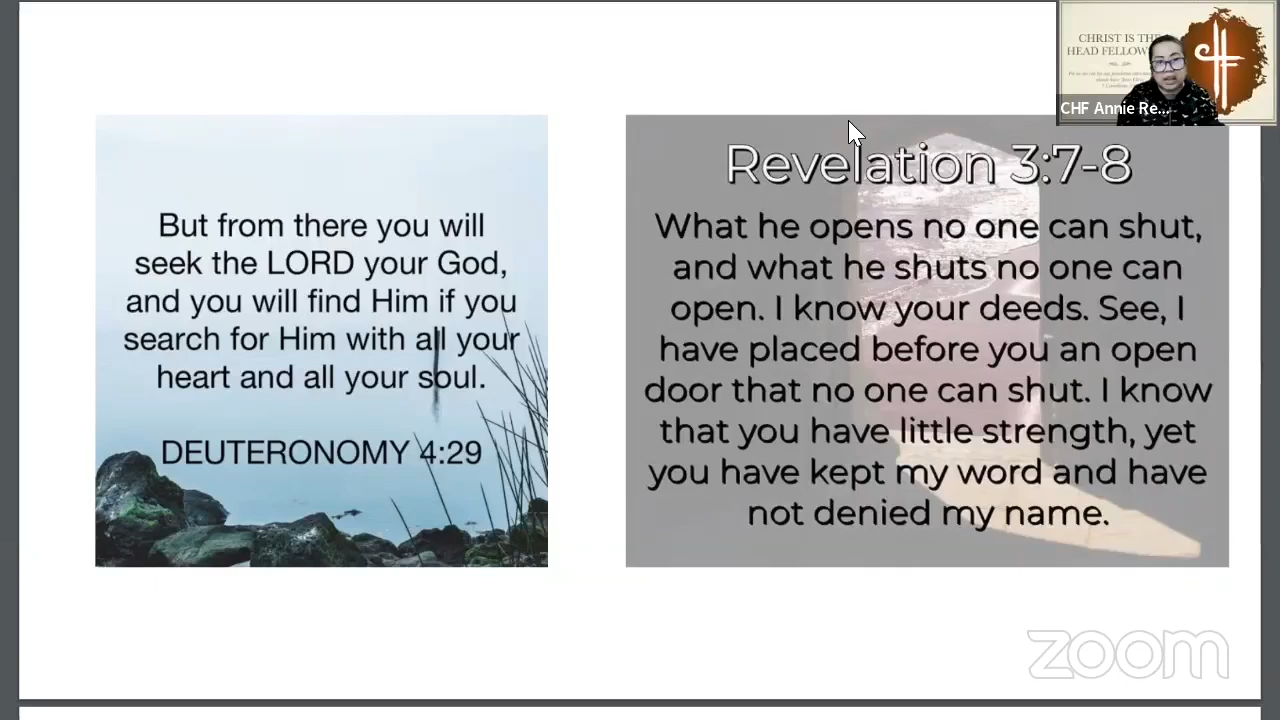 But from there you will
seek the LORD your God,
and you will find Him if you
search for Him with all your
heart and all your soul.
DEUTERONOMY 4:29
Revelation 3:7-8
What he opens no one can shut,
and what he shuts no one can
open. I know your deeds. See, I
have placed before you an open
door that no one can shut. I know
that you have little strength, yet
you have kept my word and have
not denied my name.
CHRIST IS THE
HEAD
CHF Annie Re...
zoom